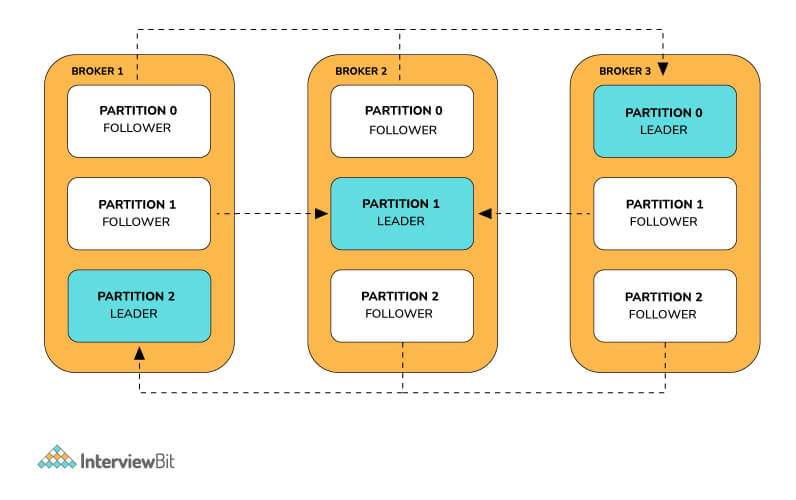 BROKER 1
PARTITION 0
FOLLOWER
PARTITION 1
FOLLOWER
PARTITION 2
LEADER
BROKER 2
PARTITION 0
FOLLOWER
PARTITION 1
LEADER
PARTITION 2
FOLLOWER
BROKER 3
PARTITION 0
LEADER
PARTITION 1
FOLLOWER
PARTITION 2
FOLLOWER
InterviewBit